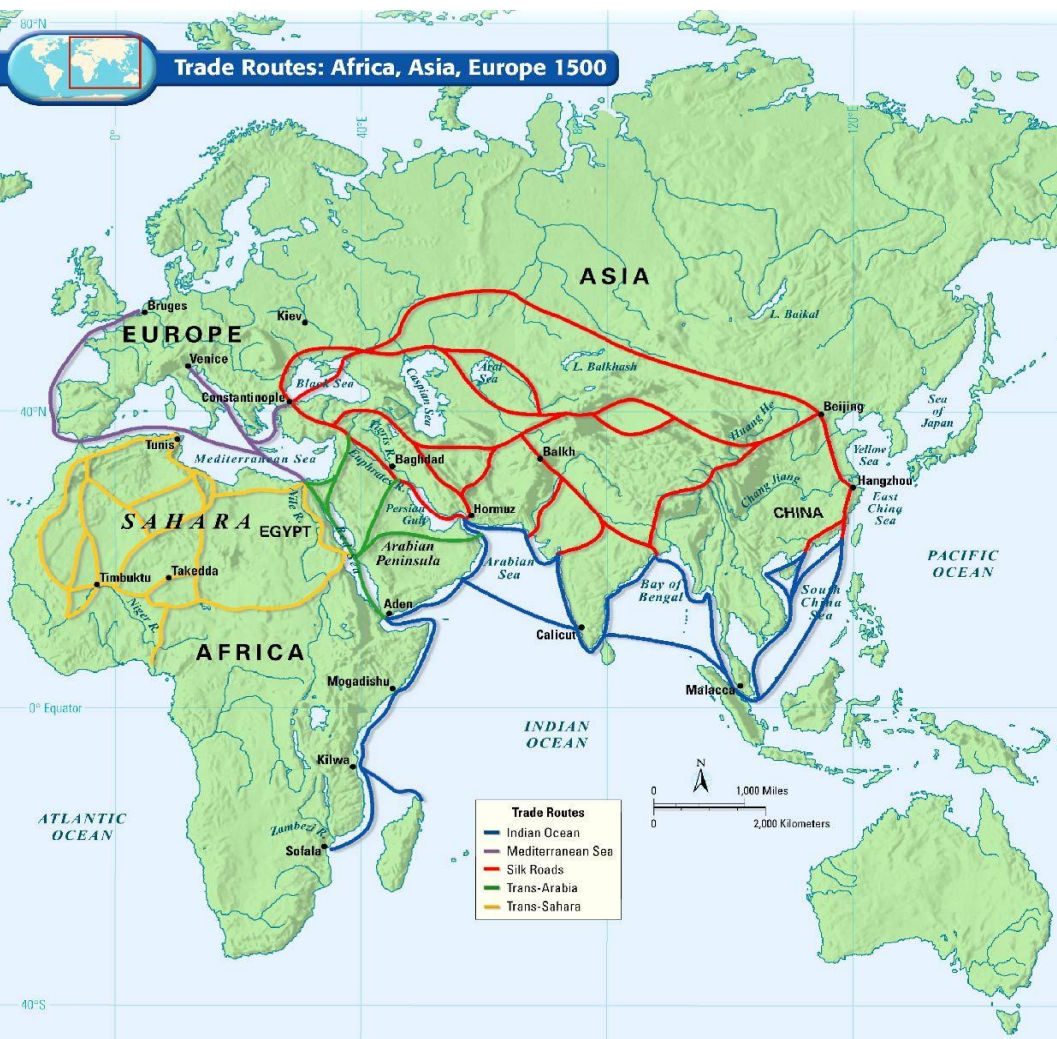 80°N
Trade Routes: Africa, Asia, Europe 1500
0°
40°E
80°E
120°E
ASIA
Bruges
EUROPE
Kiev
L. Baikal
Venice
Black Sea
Caspian Sea
Aral
Sea
L. Balkhash
Constantinople
40°N
Beijing
Sea
of
Japan
Huang He
Tunis
Mediterranean Sea
Tigris R.
Euphrates R.
Baghdad
Balkh
Yellow
Sea
Hangzhou
East
China
Sea
Chang Jiang
CHINA
SAHARA
EGYPT
Nile R.
Red Sea
Persian
Gulf
Hormuz
Arabian
Peninsula
Arabian
Sea
Bay of
Bengal
South
China
Sea
PACIFIC
OCEAN
Timbuktu
Takedda
Niger R.
Aden
Calicut
AFRICA
Mogadishu
Malacca
0° Equator
INDIAN
OCEAN
Kilwa
N
0
1,000 Miles
0
2,000 Kilometers
ATLANTIC
OCEAN
Zambezi R.
Sofala
Trade Routes
Indian Ocean
Mediterranean Sea
Silk Roads
Trans-Arabia
Trans-Sahara
40°S